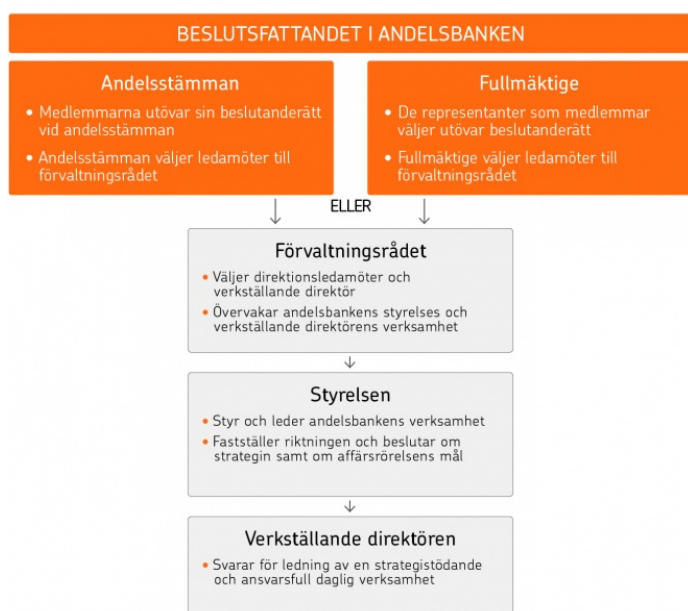 BESLUTSFATTANDET I ANDELSBANKEN
Andelsstämman
• Medlemmarna utövar sin beslutanderätt
vid andelsstämman
• Andelsstämman väljer ledamöter till
förvaltningsrådet
Fullmäktige
• De representanter som medlemmar
väljer utövar beslutanderätt
• Fullmäktige väljer ledamöter till
förvaltningsrådet
ELLER
Förvaltningsrådet
• Väljer direktionsledamöter och
verkställande direktör
• Övervakar andelsbankens styrelses och
verkställande direktörens verksamhet
Styrelsen
• Styr och leder andelsbankens verksamhet
• Fastställer riktningen och beslutar om
strategin samt om affärsrörelsens mål
Verkställande direktören
• Svarar för ledning av en strategistödande
och ansvarsfull daglig verksamhet